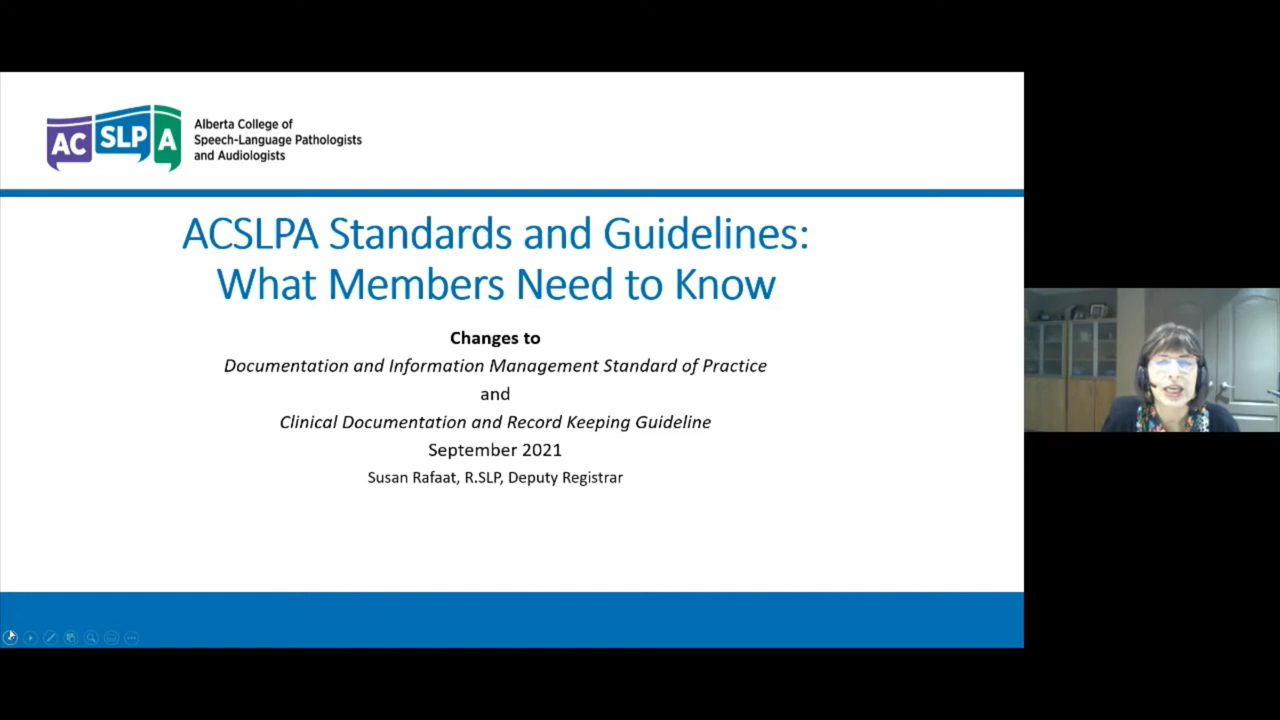 AC SLP A
Alberta College of
Speech-Language Pathologists
and Audiologists
ACSLPA Standards and Guidelines:
What Members Need to Know
Changes to
Documentation and Information Management Standard of Practice
and
Clinical Documentation and Record Keeping Guideline
September 2021
Susan Rafaat, R.SLP, Deputy Registrar